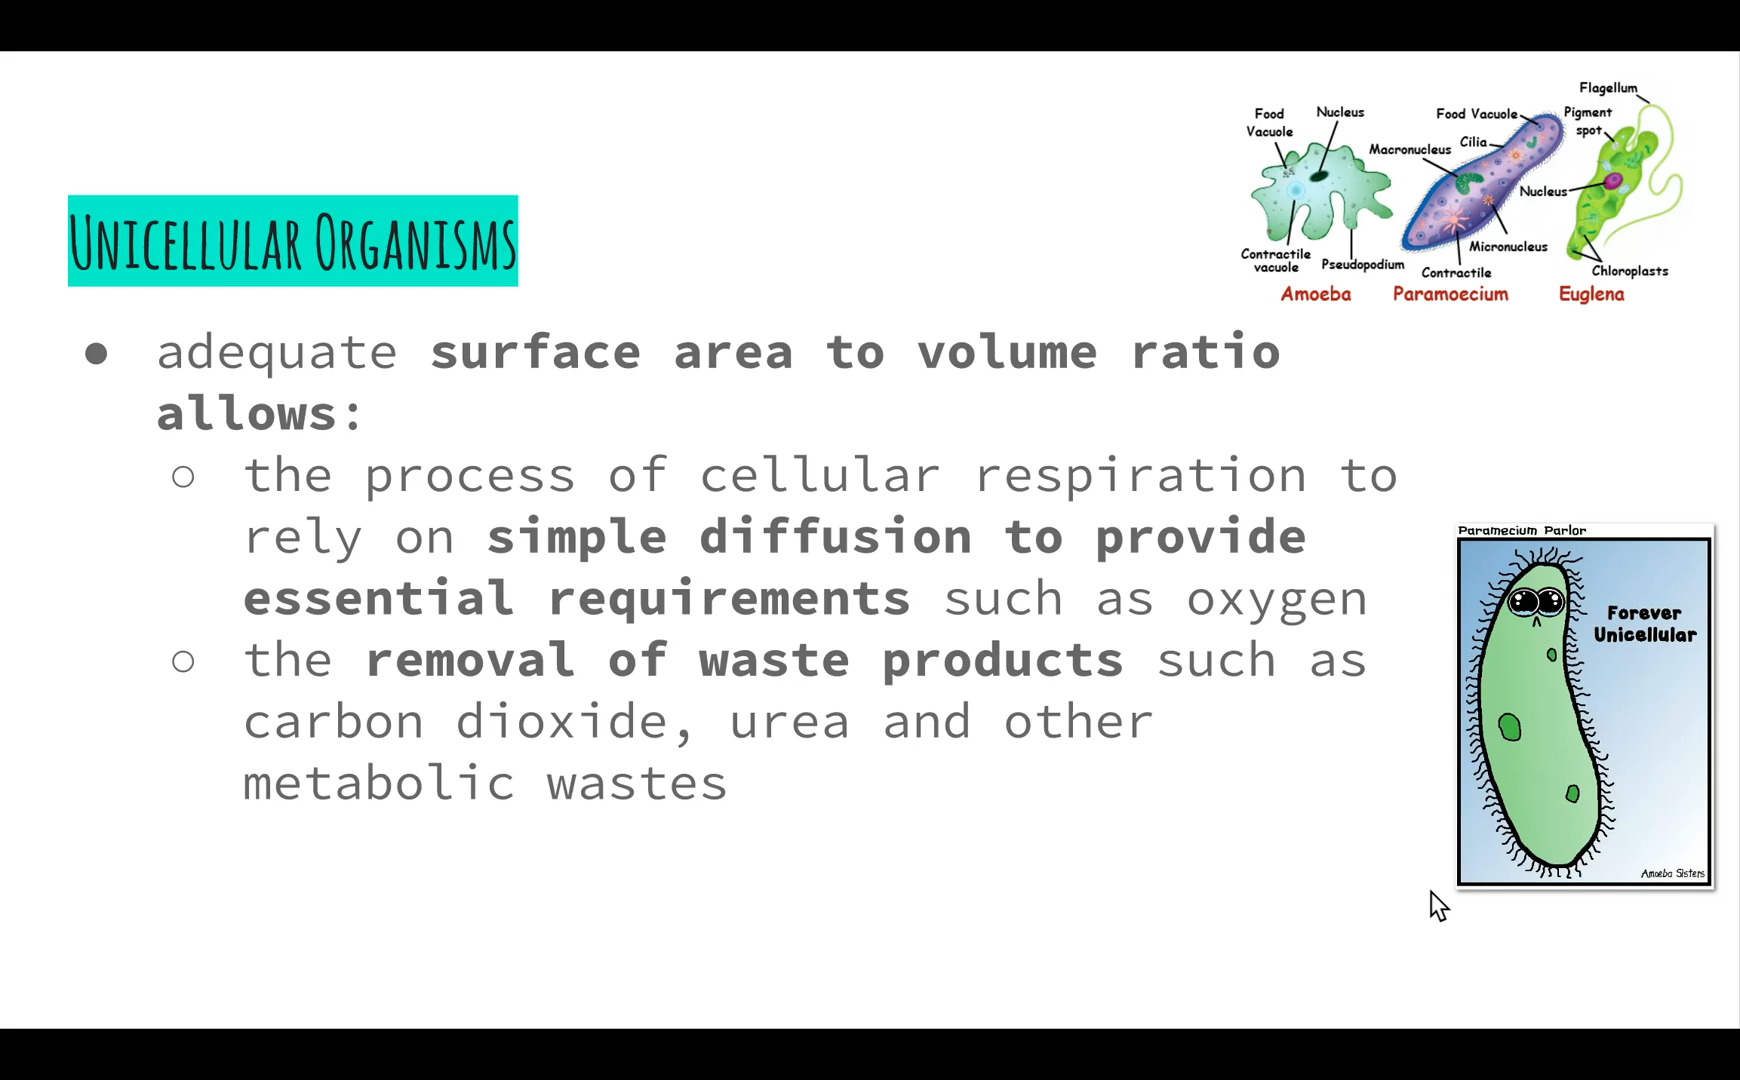 Unicellular Organisms
● adequate surface area to volume ratio
allows:
○ the process of cellular respiration to
rely on simple diffusion to provide
essential requirements such as oxygen
○ the removal of waste products such as
carbon dioxide, urea and other
metabolic wastes
Food
Vacuole
Nucleus
Contractile
vacuole
Pseudopodium
Amoeba
Food Vacuole
Cilia
Macronucleus
Micronucleus
Contractile
Paramoecium
Flagellum
Pigment
spot
Nucleus
Chloroplasts
Euglena
Paramecium Parlor
Forever
Unicellular
Amoeba Sisters